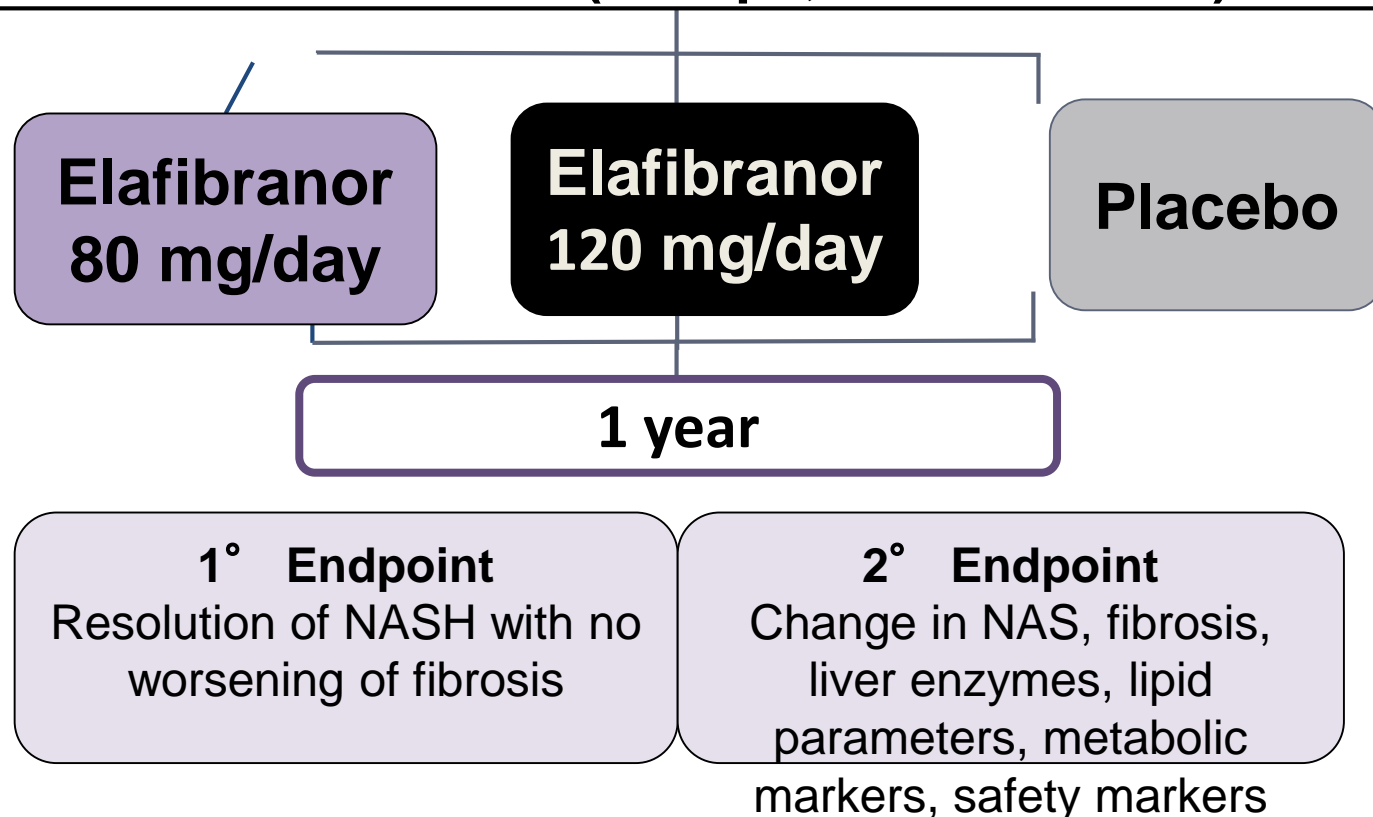 Elafibranor
80 mg/day
Elafibranor
120 mg/day
Placebo
1 year
1° Endpoint
Resolution of NASH with no
worsening of fibrosis
2° Endpoint
Change in NAS, fibrosis,
liver enzymes, lipid
parameters, metabolic
markers, safety markers